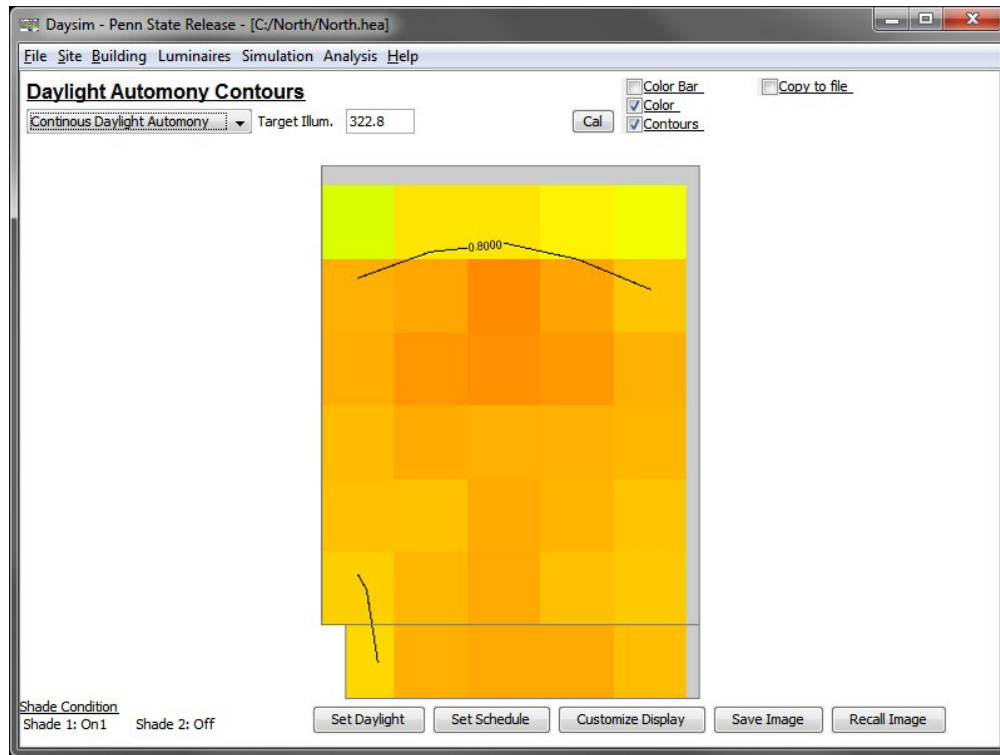 Daysim - Penn State Release - [C:/North/North.hea]
File Site Building Luminaires Simulation Analysis Help
Daylight Automony Contours
Color Bar
Copy to file
Continous Daylight Automony
Target Illum. 322.8
Cal
Color
Contours
0.8000
Shade Condition
Shade 1: On1 Shade 2: Off
Set Daylight
Set Schedule
Customize Display
Save Image
Recall Image